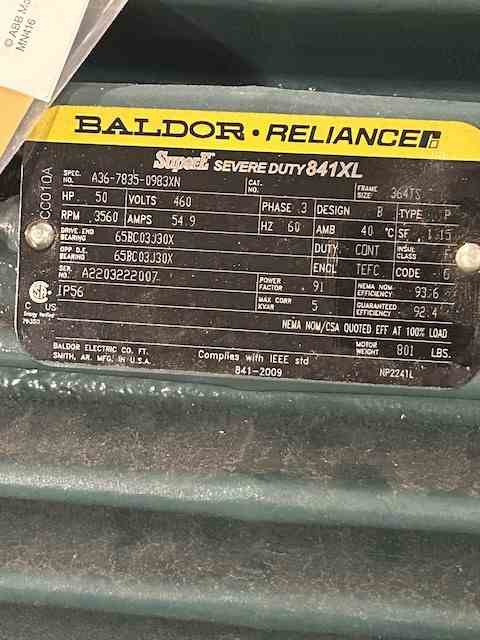 © ABB M
MN416
BALDOR · RELIANCE
SuperE SEVERE DUTY 841XL
CC010A
SPEC. NO. A36-7835-0983XN CAT. NO. FRAME SIZE 364TS
HP 50 VOLTS 460 PHASE 3 DESIGN B TYPE P
RPM 3560 AMPS 54.9 HZ 60 AMB 40 °C SF 1.15
DRIVE END BEARING 65BC03J30X DUTY CONT INSUL CLASS F
OPP D.E. BEARING 65BC03J30X ENCL TEFC CODE G
SER. NO. A2203222007 POWER FACTOR 91 NEMA NOM. EFFICIENCY 93.6
IP56 MAX CORR KVAR 5 GUARANTEED EFFICIENCY 92.4
C US
Energy Verified
NEMA NOM/CSA QUOTED EFF AT 100% LOAD
BALDOR ELECTRIC CO. FT. SMITH, AR. MFG. IN U.S.A.
Complies with IEEE std 841-2009
MOTOR WEIGHT 801 LBS.
NP2241L